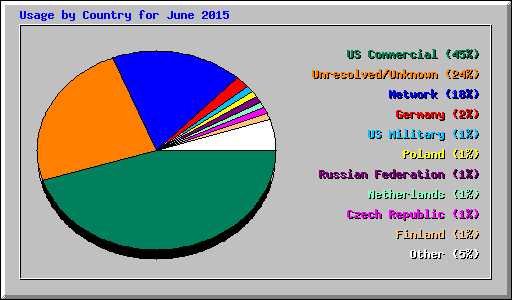 Usage by Country for June 2015
US Commercial (45%)
Unresolved/Unknown (24%)
Network (18%)
Germany (2%)
US Military (1%)
Poland (1%)
Russian Federation (1%)
Netherlands (1%)
Czech Republic (1%)
Finland (1%)
Other (5%)